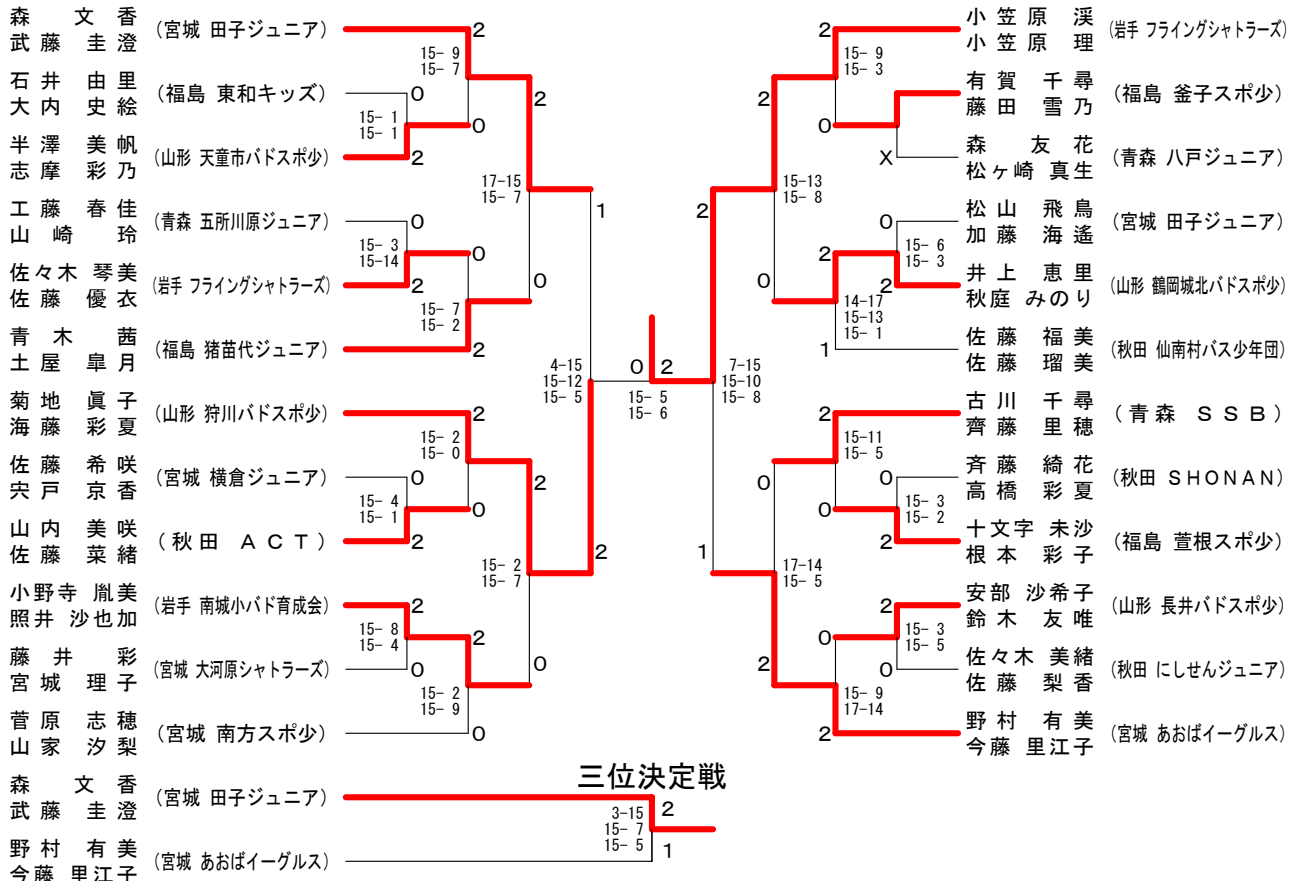 森 文 香
武 藤 圭 澄
(宮城 田子ジュニア)
2
15- 9
15- 7
石 井 由 里
大 内 史 絵
(福島 東和キッズ)
0
15- 1
15- 1
0
2
半 澤 美 帆
志 摩 彩 乃
(山形 天童市バドスポ少)
2
17-15
15- 7
1
工 藤 春 佳
山 崎 玲
(青森 五所川原ジュニア)
0
15- 3
15-14
0
佐々木 琴美
佐 藤 優 衣
(岩手 フライングシャトラーズ)
2
15- 7
15- 2
0
青 木 茜
土 屋 皐 月
(福島 猪苗代ジュニア)
2
4-15
15-12
15- 5
菊 地 眞 子
海 藤 彩 夏
(山形 狩川バドスポ少)
2
15- 2
15- 0
佐 藤 希 咲
宍 戸 京 香
(宮城 横倉ジュニア)
0
15- 4
15- 1
0
2
山 内 美 咲
佐 藤 菜 緒
(秋田 ACT)
2
15- 2
15- 7
2
小野寺 胤美
照井 沙也加
(岩手 南城小バド育成会)
2
15- 8
15- 4
2
藤 井 彩
宮 城 理 子
(宮城 大河原シャトラーズ)
0
15- 2
15- 9
0
菅 原 志 穂
山 家 汐 梨
(宮城 南方スポ少)
0
0 2
15- 5
15- 6
小 笠 原 渓
小 笠 原 理
(岩手 フライングシャトラーズ)
2
15- 9
15- 3
有 賀 千 尋
藤 田 雪 乃
(福島 釜子スポ少)
0
2
森 友 花
松ヶ崎 真生
(青森 八戸ジュニア)
X
15-13
15- 8
2
松 山 飛 鳥
加 藤 海 遙
(宮城 田子ジュニア)
0
15- 6
15- 3
2
井 上 恵 里
秋庭 みのり
(山形 鶴岡城北バドスポ少)
2
14-17
15-13
15- 1
0
佐 藤 福 美
佐 藤 瑠 美
(秋田 仙南村バス少年団)
1
7-15
15-10
15- 8
古 川 千 尋
齊 藤 里 穂
(青森 SSB)
2
15-11
15- 5
斉 藤 綺 花
高 橋 彩 夏
(秋田 SHONAN)
0
15- 3
15- 2
0
0
十文字 未沙
根 本 彩 子
(福島 萱根スポ少)
2
17-14
15- 5
1
安部 沙希子
鈴 木 友 唯
(山形 長井バドスポ少)
2
15- 3
15- 5
0
佐々木 美緒
佐 藤 梨 香
(秋田 にしせんジュニア)
0
15- 9
17-14
2
野 村 有 美
今藤 里江子
(宮城 あおばイーグルス)
2
三位決定戦
森 文 香
武 藤 圭 澄
(宮城 田子ジュニア)
3-15
15- 7
15- 5
2
1
野 村 有 美
今藤 里江子
(宮城 あおばイーグルス)